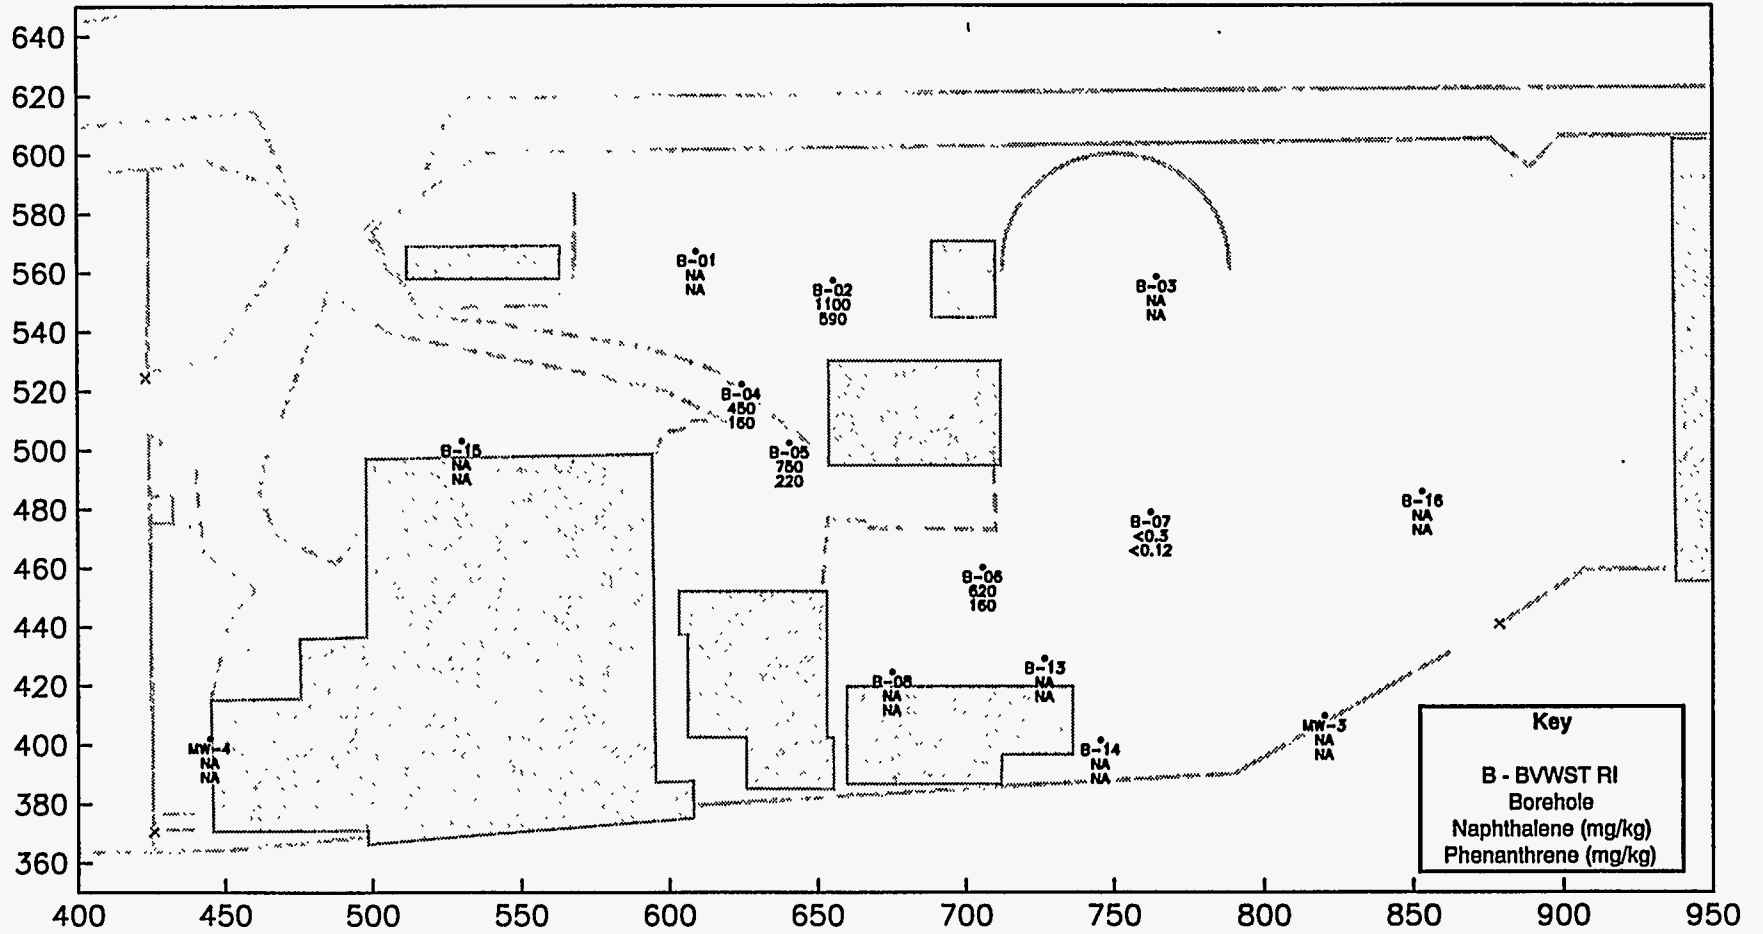 640
620
600
580
560
540
520
500
480
460
440
420
400
380
360
B-01
NA
NA
B-02
1100
590
B-03
NA
NA
B-04
450
160
B-05
750
220
B-15
NA
NA
B-16
NA
NA
B-07
<0.3
<0.12
B-06
620
160
B-08
NA
NA
B-13
NA
NA
B-14
NA
NA
MW-3
NA
NA
MW-4
NA
NA
Key
B - BVWST RI
Borehole
Naphthalene (mg/kg)
Phenanthrene (mg/kg)
400 450 500 550 600 650 700 750 800 850 900 950